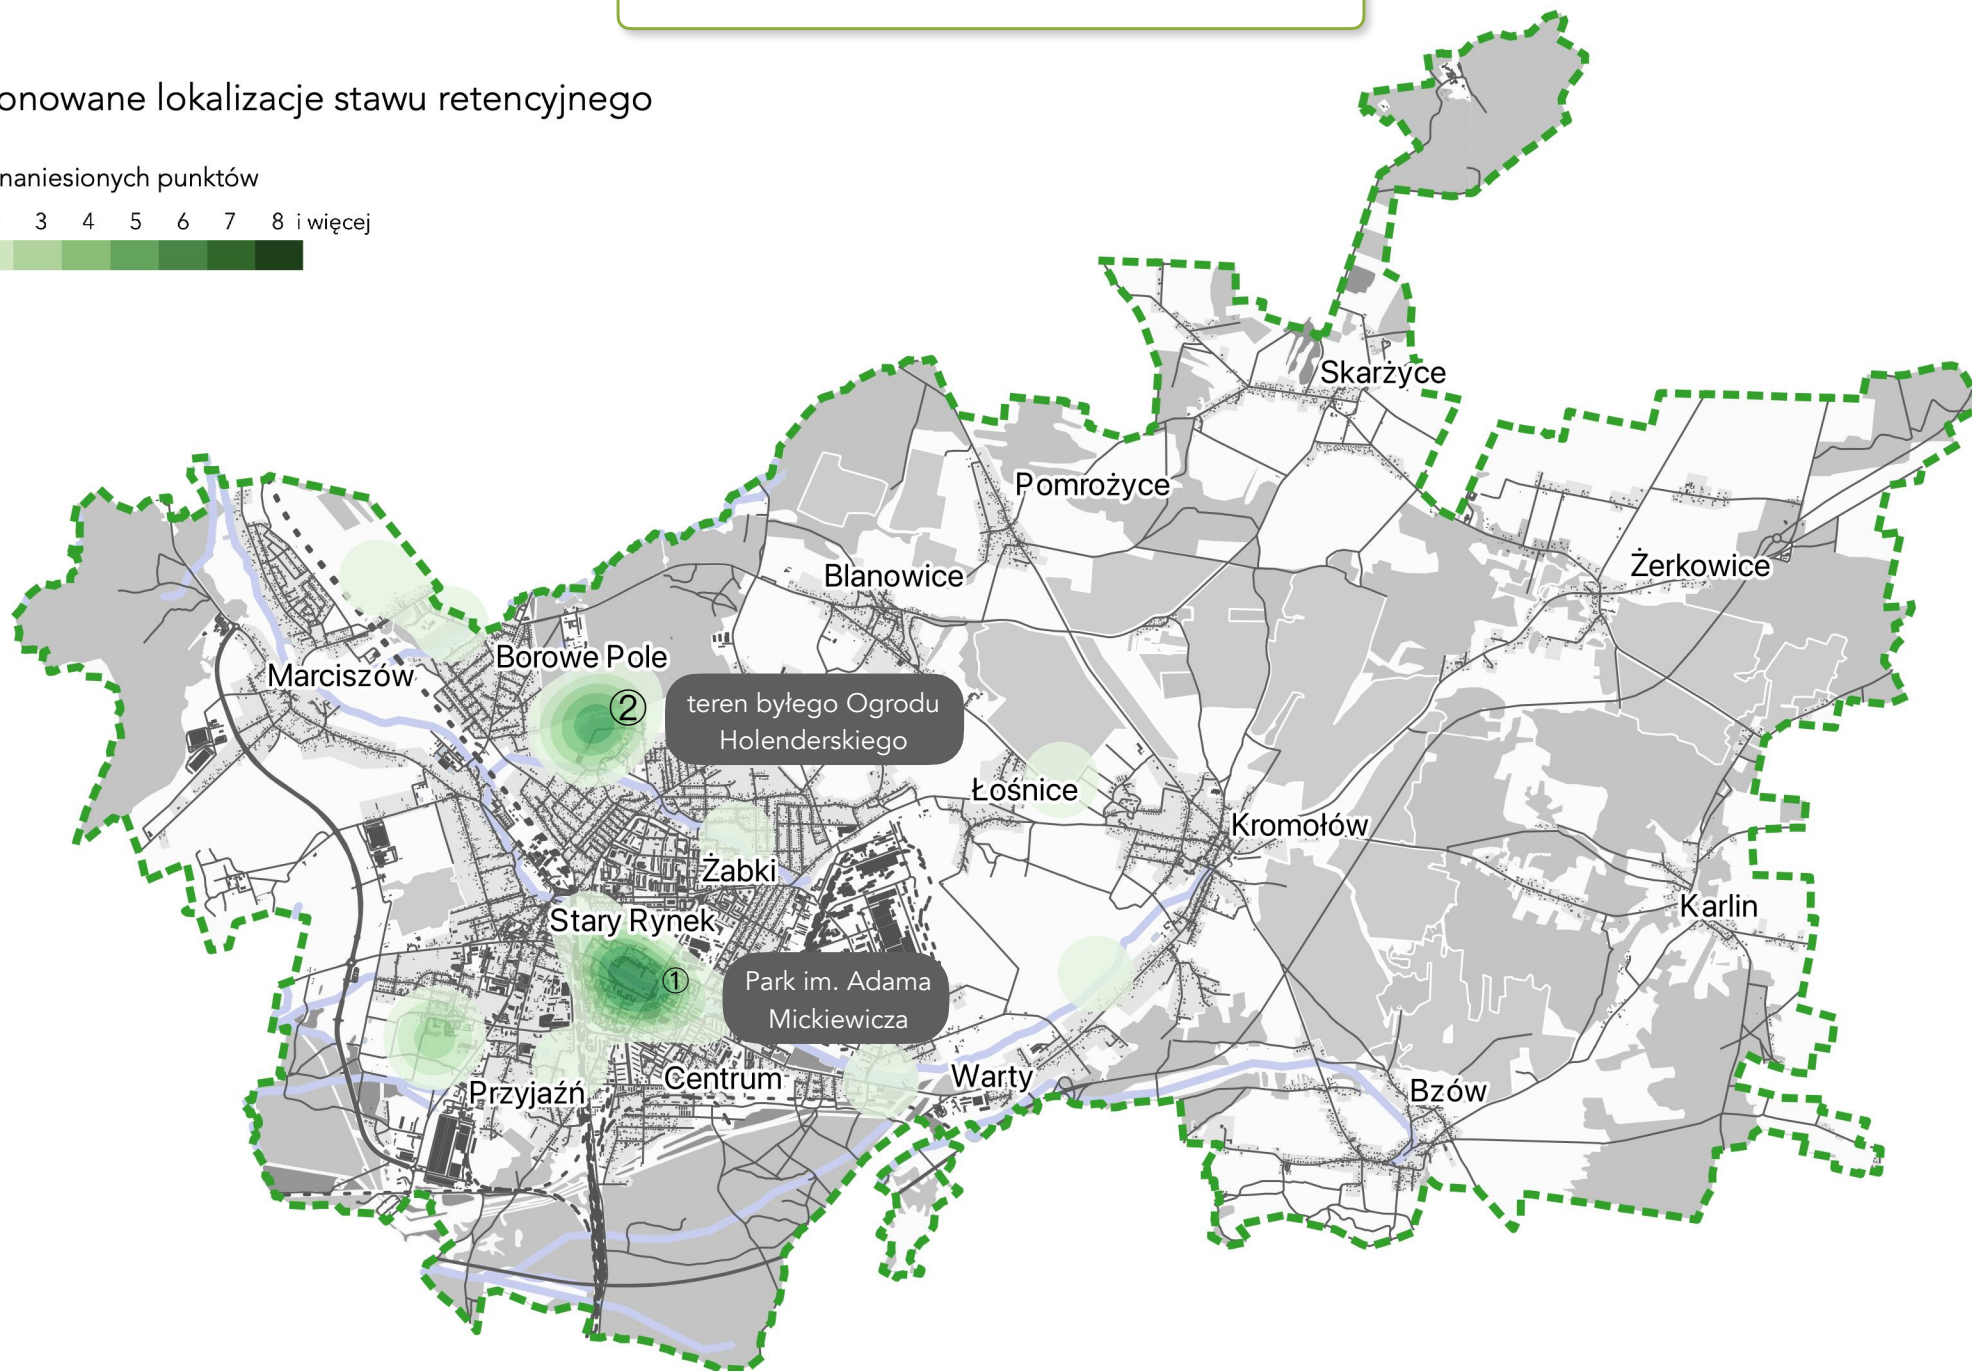 onowane lokalizacje stawu retencyjnego
naniesionych punktów
3 4 5 6 7 8 i więcej
Skarżyce
Pomrożyce
Żerkowice
Blanowice
Borowe Pole
Marciszów
②
teren byłego Ogrodu
Holenderskiego
Łośnice
Kromołów
Żabki
Karlin
Stary Rynek
①
Park im. Adama
Mickiewicza
Przyjaźń
Centrum
Warty
Bzów